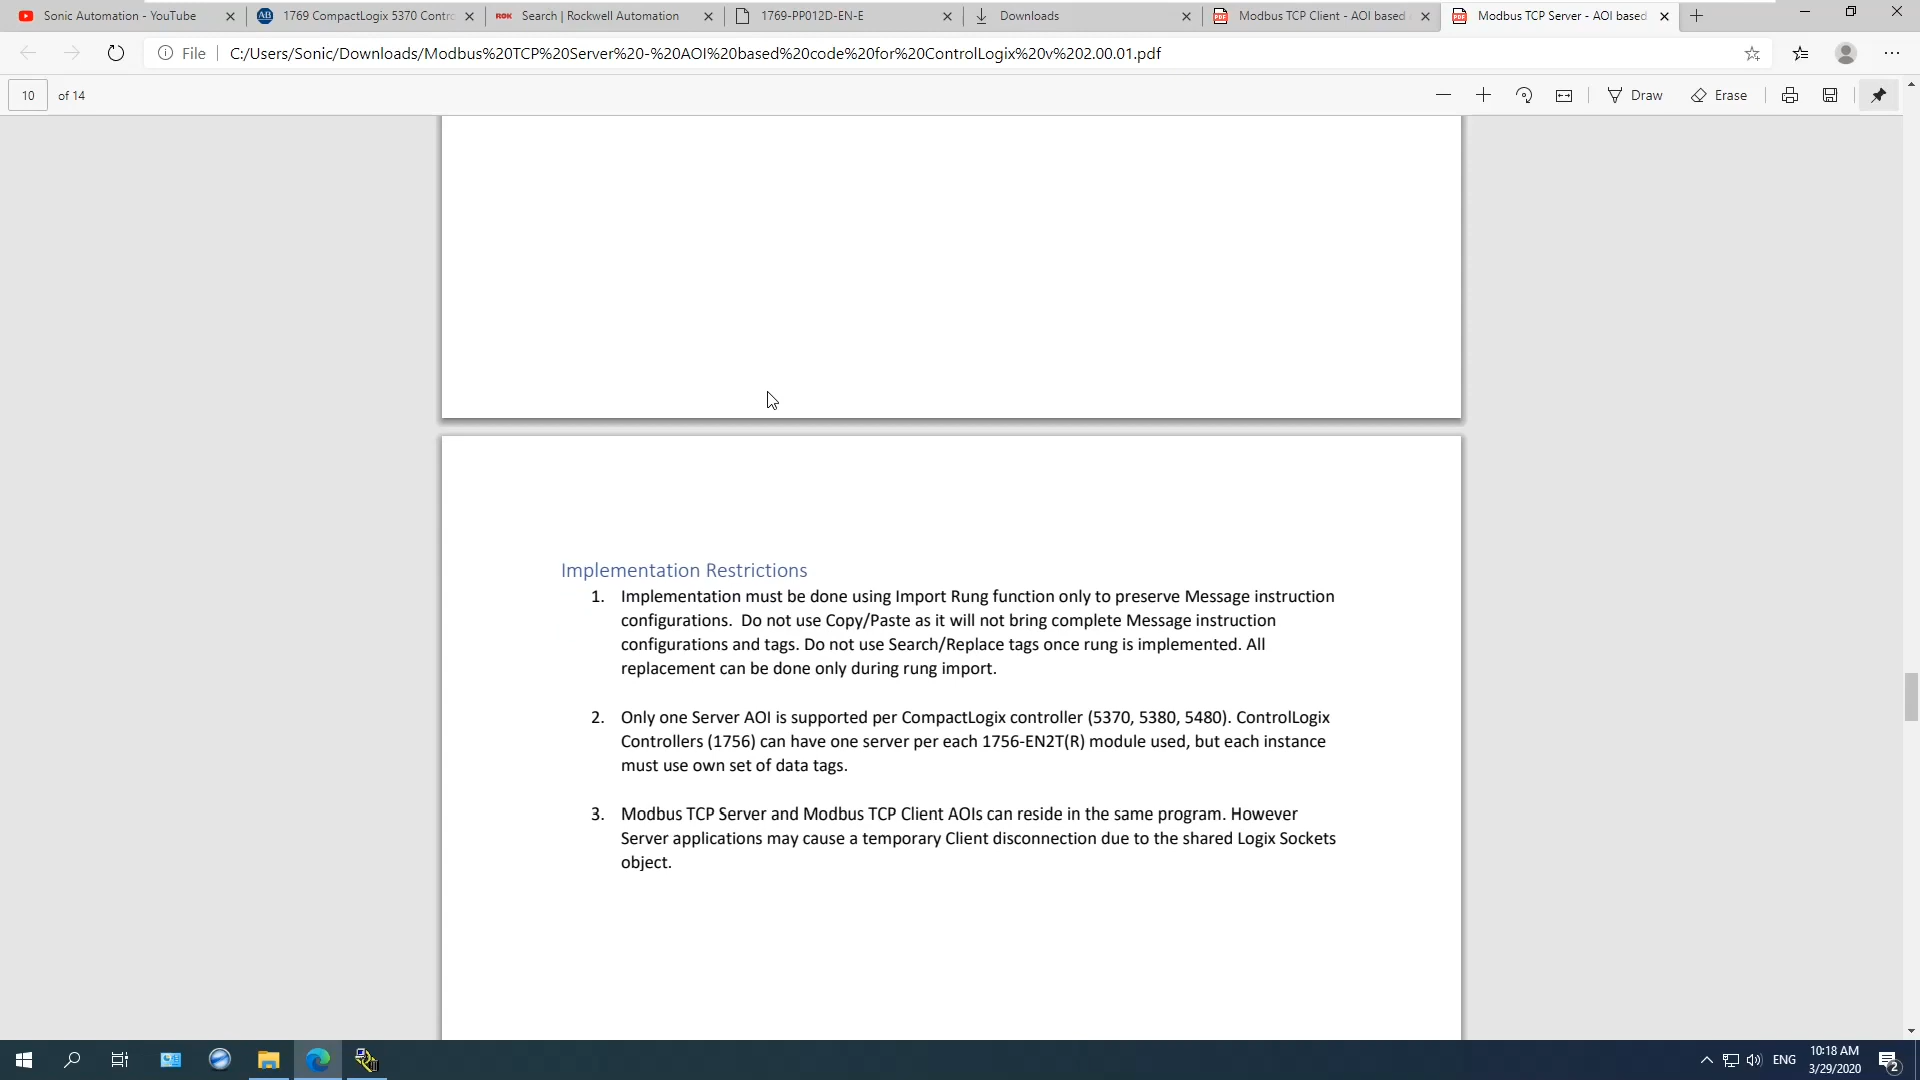 Sonic Automation - YouTube
1769 CompactLogix 5370 Contro
ROK
Search | Rockwell Automation
1769-PP012D-EN-E
Downloads
Modbus TCP Client - AOI based
Modbus TCP Server - AOI based
File
C:/Users/Sonic/Downloads/Modbus%20TCP%20Server%20-%20AOI%20based%20code%20for%20ControlLogix%20v%202.00.01.pdf
10 of 14
Draw
Erase
Implementation Restrictions
1. Implementation must be done using Import Rung function only to preserve Message instruction
configurations. Do not use Copy/Paste as it will not bring complete Message instruction
configurations and tags. Do not use Search/Replace tags once rung is implemented. All
replacement can be done only during rung import.
2. Only one Server AOI is supported per CompactLogix controller (5370, 5380, 5480). ControlLogix
Controllers (1756) can have one server per each 1756-EN2T(R) module used, but each instance
must use own set of data tags.
3. Modbus TCP Server and Modbus TCP Client AOIs can reside in the same program. However
Server applications may cause a temporary Client disconnection due to the shared Logix Sockets
object.
ENG
10:18 AM
3/29/2020
2